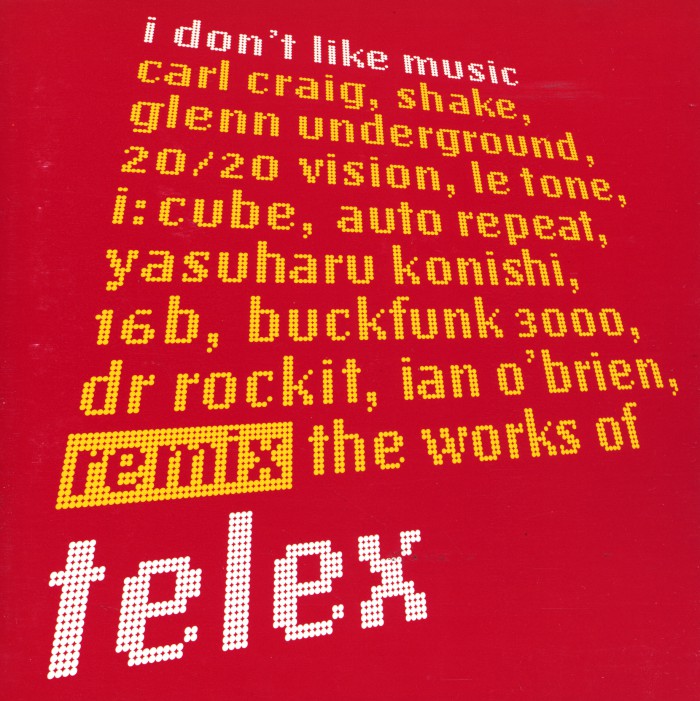 i don't like music
carl craig, shake,
glenn underground,
20/20 vision, le tone,
i:cube, auto repeat,
yasuharu konishi,
16b, buckfunk 3000,
dr rockit, ian o'brien,
remix the works of
telex